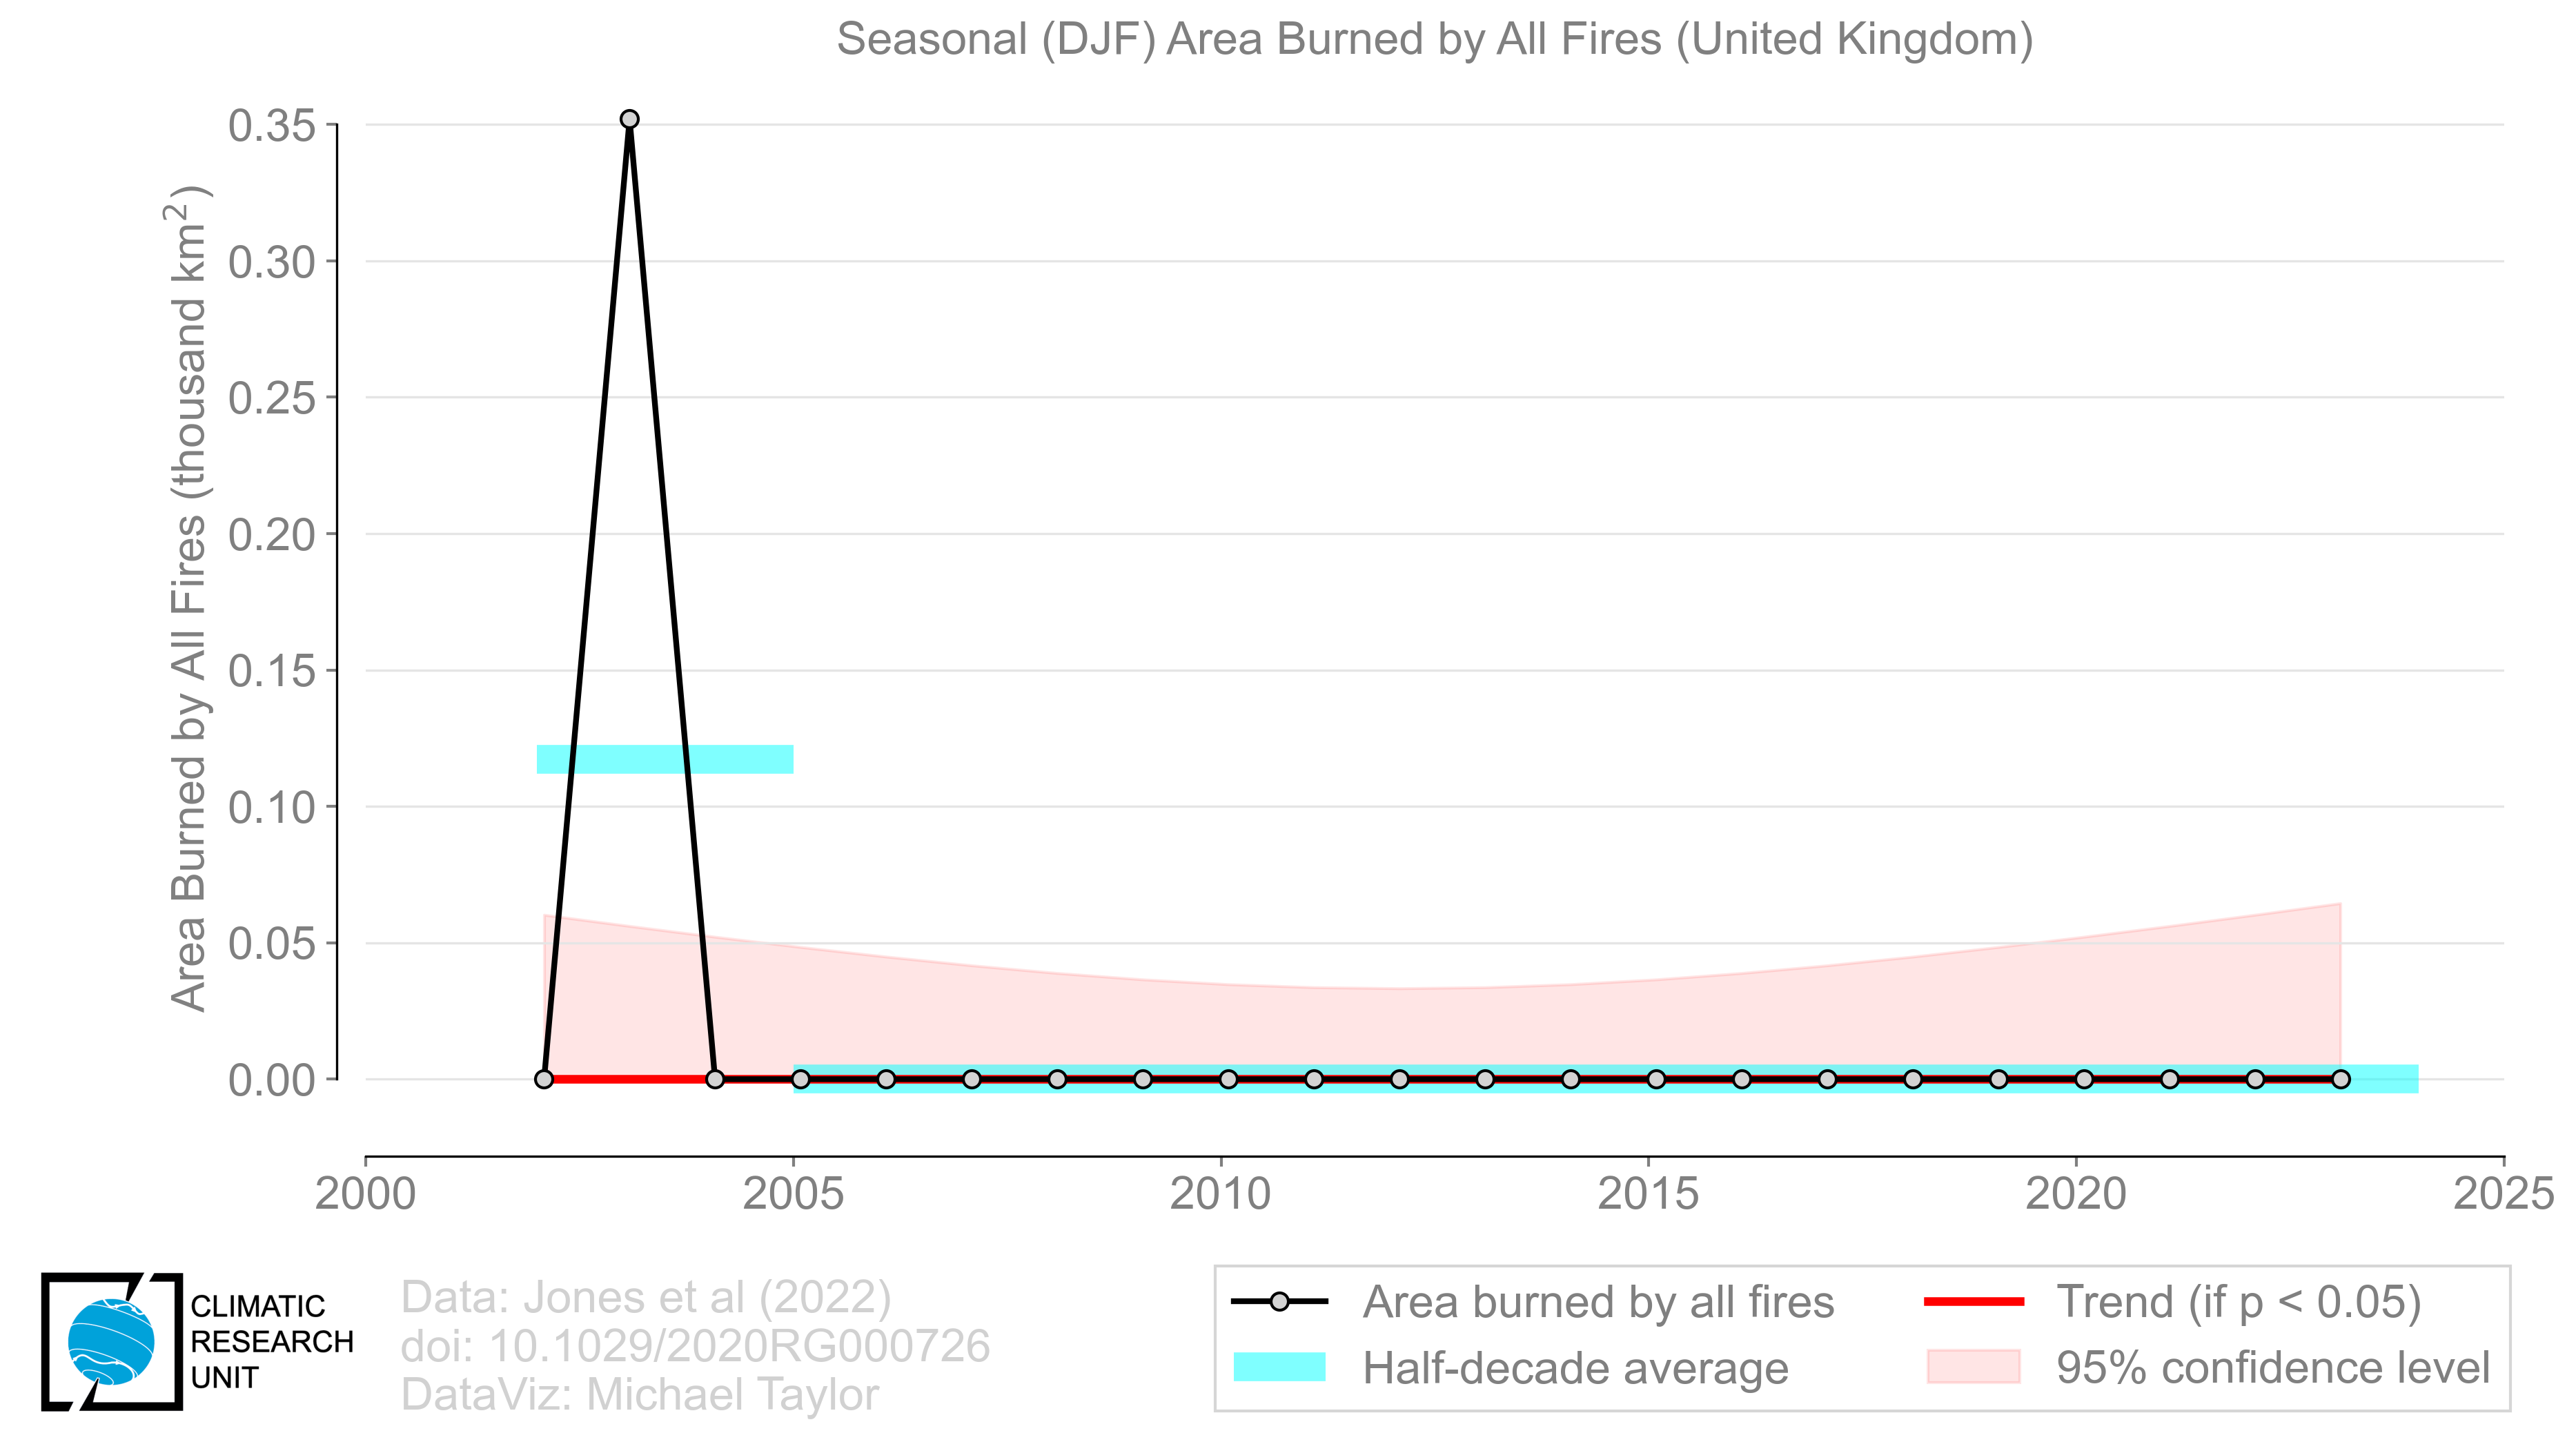 Seasonal (DJF) Area Burned by All Fires (United Kingdom)
Area Burned by All Fires (thousand km²)
0.35
0.30
0.25
0.20
0.15
0.10
0.05
0.00
2000 2005 2010 2015 2020 2025
CLIMATIC
RESEARCH
UNIT
Data: Jones et al (2022)
doi: 10.1029/2020RG000726
DataViz: Michael Taylor
Area burned by all fires
Half-decade average
Trend (if p < 0.05)
95% confidence level